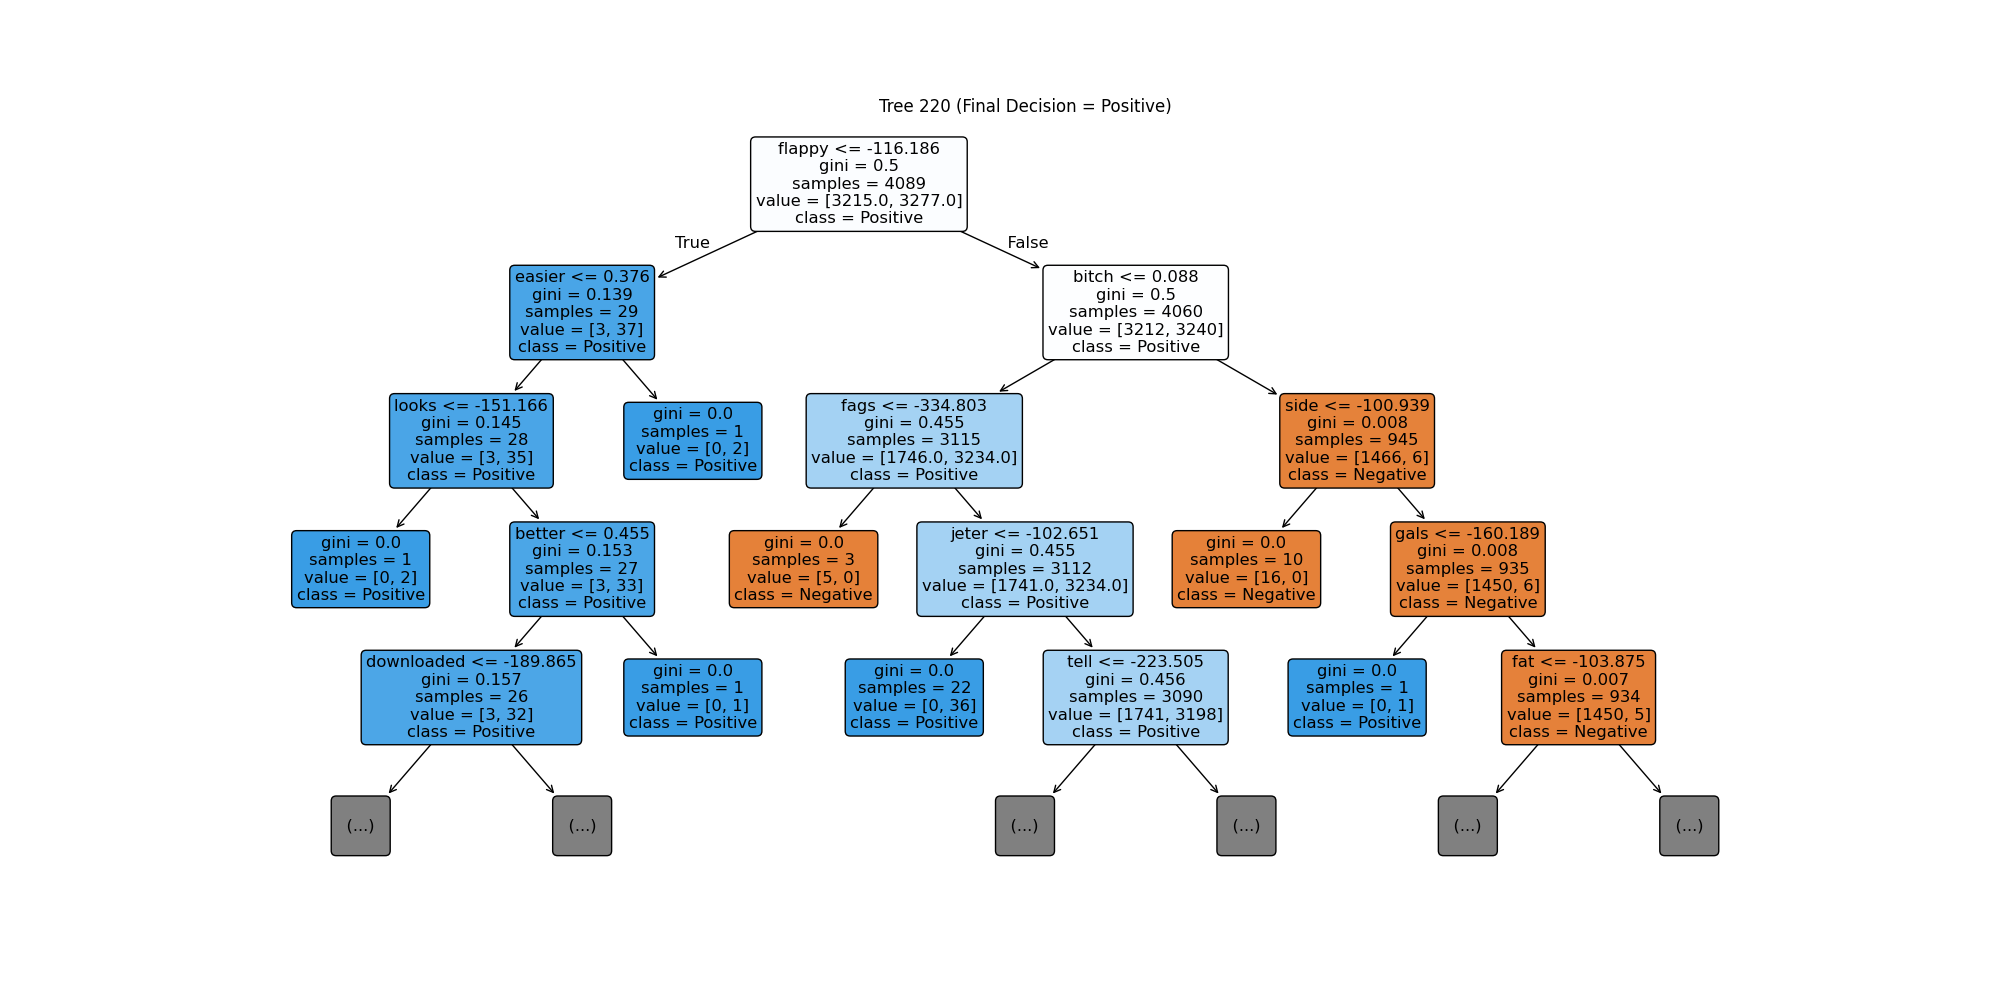 Tree 220 (Final Decision = Positive)
flappy <= -116.186
gini = 0.5
samples = 4089
value = [3215.0, 3277.0]
class = Positive
True
False
easier <= 0.376
gini = 0.139
samples = 29
value = [3, 37]
class = Positive
bitch <= 0.088
gini = 0.5
samples = 4060
value = [3212, 3240]
class = Positive
looks <= -151.166
gini = 0.145
samples = 28
value = [3, 35]
class = Positive
gini = 0.0
samples = 1
value = [0, 2]
class = Positive
fags <= -334.803
gini = 0.455
samples = 3115
value = [1746.0, 3234.0]
class = Positive
side <= -100.939
gini = 0.008
samples = 945
value = [1466, 6]
class = Negative
gini = 0.0
samples = 1
value = [0, 2]
class = Positive
better <= 0.455
gini = 0.153
samples = 27
value = [3, 33]
class = Positive
gini = 0.0
samples = 3
value = [5, 0]
class = Negative
jeter <= -102.651
gini = 0.455
samples = 3112
value = [1741.0, 3234.0]
class = Positive
gini = 0.0
samples = 10
value = [16, 0]
class = Negative
gals <= -160.189
gini = 0.008
samples = 935
value = [1450, 6]
class = Negative
downloaded <= -189.865
gini = 0.157
samples = 26
value = [3, 32]
class = Positive
gini = 0.0
samples = 1
value = [0, 1]
class = Positive
gini = 0.0
samples = 22
value = [0, 36]
class = Positive
tell <= -223.505
gini = 0.456
samples = 3090
value = [1741, 3198]
class = Positive
gini = 0.0
samples = 1
value = [0, 1]
class = Positive
fat <= -103.875
gini = 0.007
samples = 934
value = [1450, 5]
class = Negative
(...)
(...)
(...)
(...)
(...)
(...)